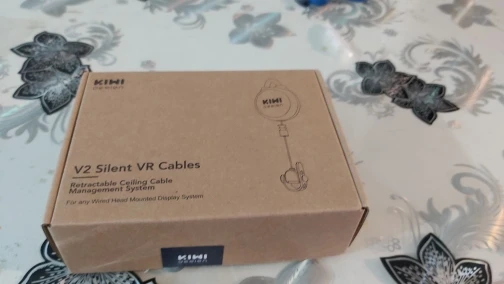 KIWI
design
KIWI
design
V2 Silent VR Cables
Retractable Ceiling Cable
Management System
For any Wired Head Mounted Display System
KIWI
design